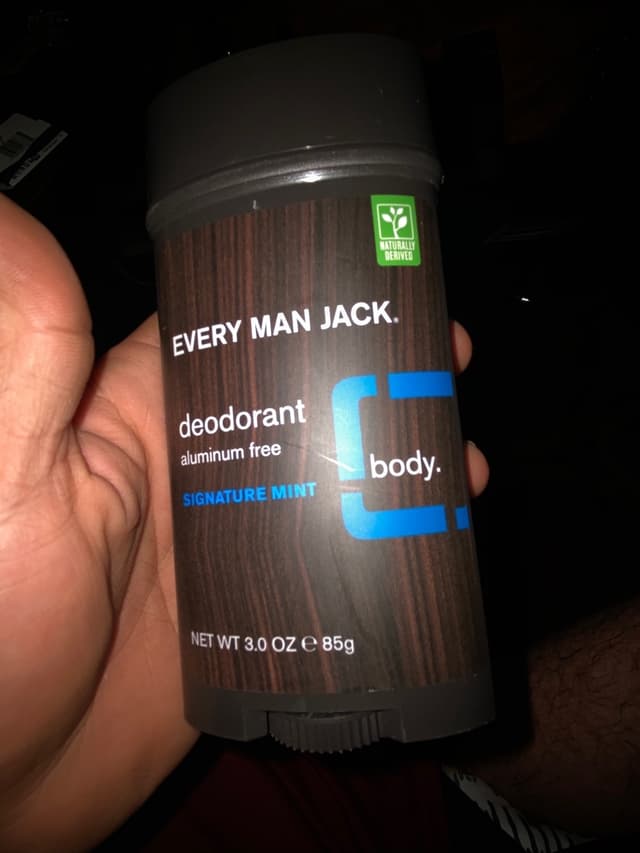 NATURALLY
DERIVED
EVERY MAN JACK.
deodorant
aluminum free
body.
SIGNATURE MINT
NET WT 3.0 OZ ℮ 85g